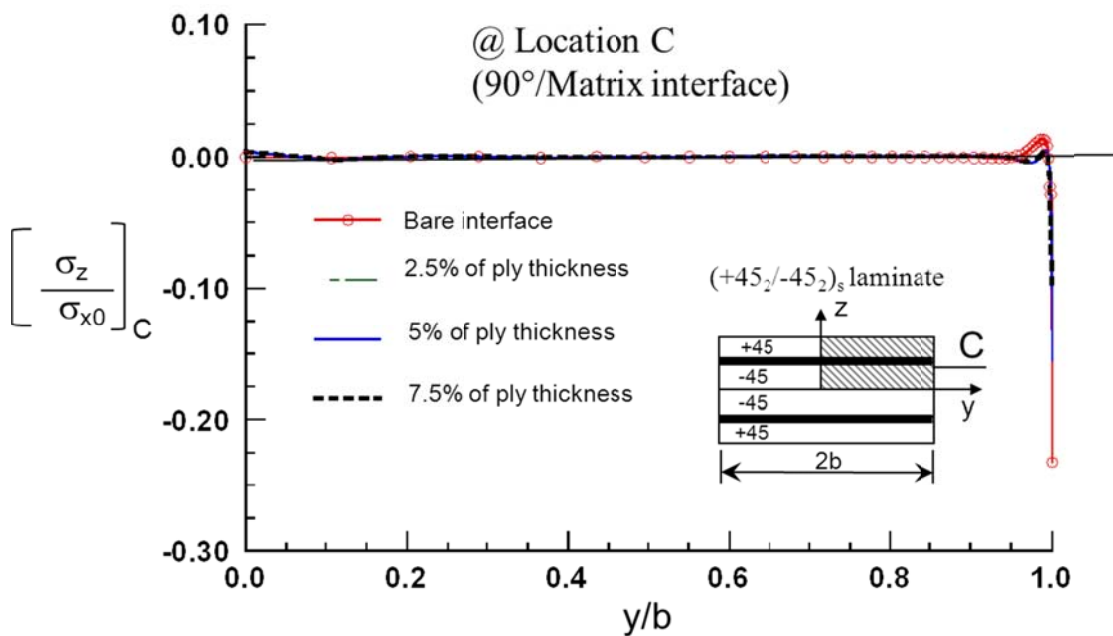 0.10
@ Location C
(90°/Matrix interface)
0.00
[σz/σx0]C
Bare interface
2.5% of ply thickness
-0.10
(+45₂/-45₂)s laminate
z
5% of ply thickness
+45
C
-45
7.5% of ply thickness
y
-0.20
-45
+45
2b
-0.30
0.0 0.2 0.4 0.6 0.8 1.0
y/b